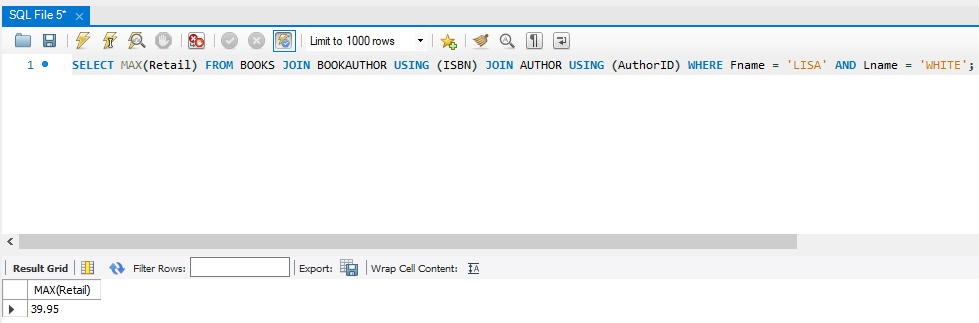 SQL File 5*
Limit to 1000 rows
1 SELECT MAX(Retail) FROM BOOKS JOIN BOOKAUTHOR USING (ISBN) JOIN AUTHOR USING (AuthorID) WHERE Fname = 'LISA' AND Lname = 'WHITE';
Result Grid Filter Rows: Export: Wrap Cell Content:
MAX(Retail)
39.95